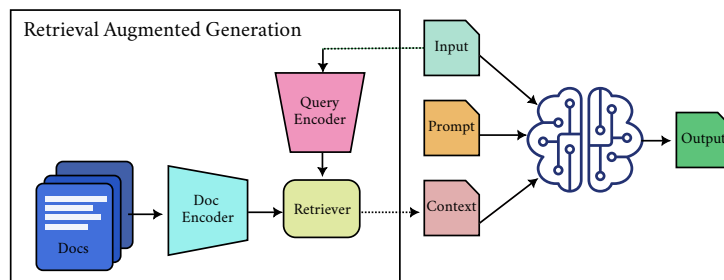 Retrieval Augmented Generation
Input
Query
Encoder
Prompt
Output
Doc
Encoder
Retriever
Context
Docs